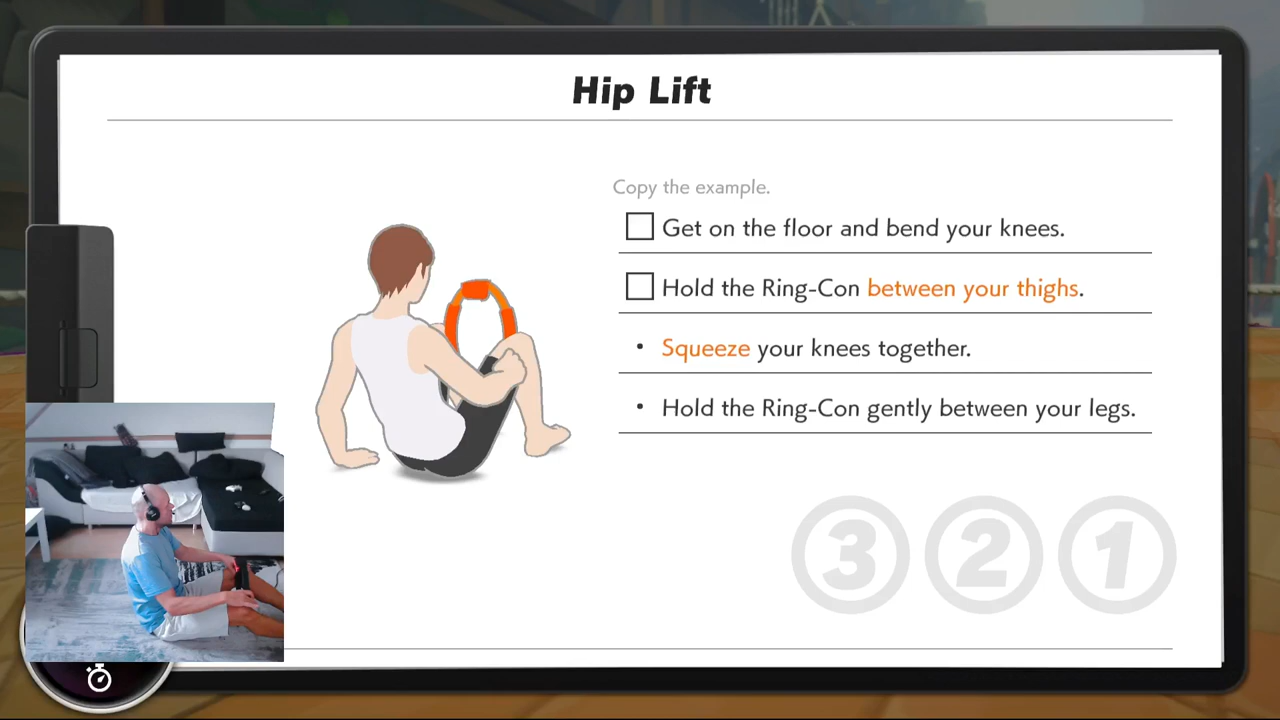 Hip Lift
Copy the example.
Get on the floor and bend your knees.
Hold the Ring-Con between your thighs.
• Squeeze your knees together.
• Hold the Ring-Con gently between your legs.
3 2 1